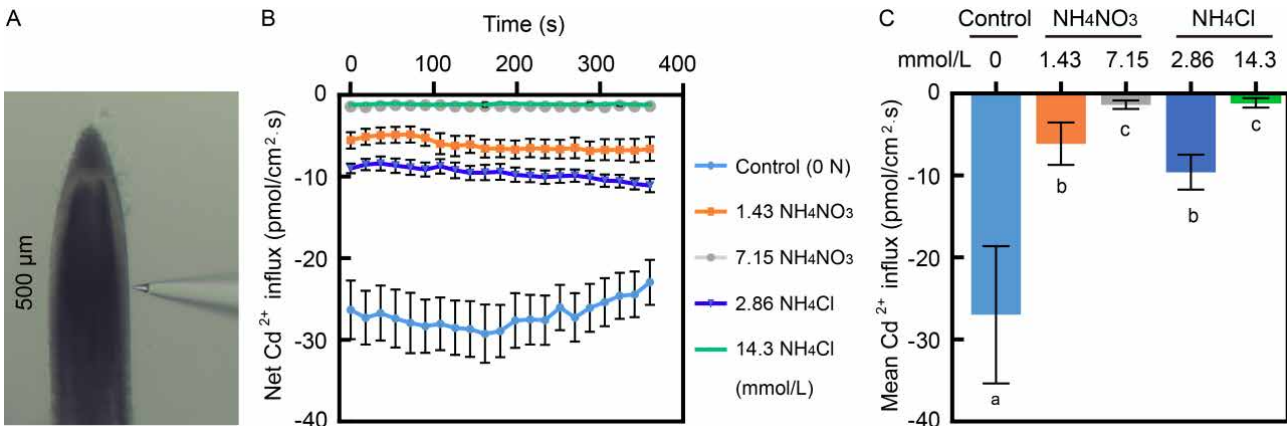 A
500 µm
B
Time (s)
0 100 200 300 400
Net Cd²⁺ influx (pmol/cm²·s)
0
-10
-20
-30
-40
Control (0 N)
1.43 NH₄NO₃
7.15 NH₄NO₃
2.86 NH₄Cl
14.3 NH₄Cl
(mmol/L)
C
Control NH₄NO₃ NH₄Cl
mmol/L 0 1.43 7.15 2.86 14.3
Mean Cd²⁺ influx (pmol/cm²·s)
0
-10
-20
-30
-40
a
b
c
b
c